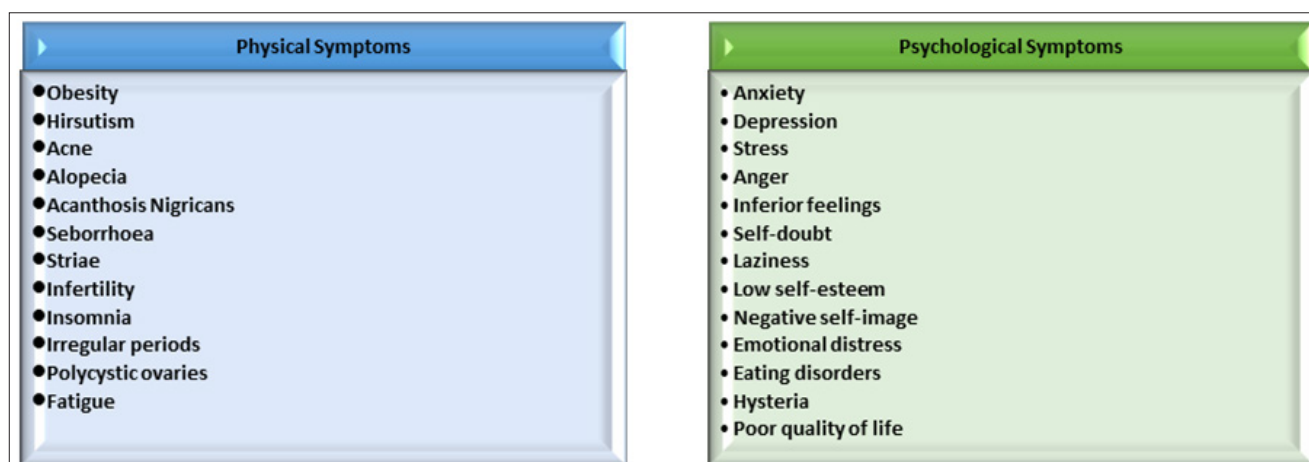 Physical Symptoms
●Obesity
●Hirsutism
●Acne
●Alopecia
●Acanthosis Nigricans
●Seborrhoea
●Striae
●Infertility
●Insomnia
●Irregular periods
●Polycystic ovaries
●Fatigue
Psychological Symptoms
• Anxiety
• Depression
• Stress
• Anger
• Inferior feelings
• Self-doubt
• Laziness
• Low self-esteem
• Negative self-image
• Emotional distress
• Eating disorders
• Hysteria
• Poor quality of life